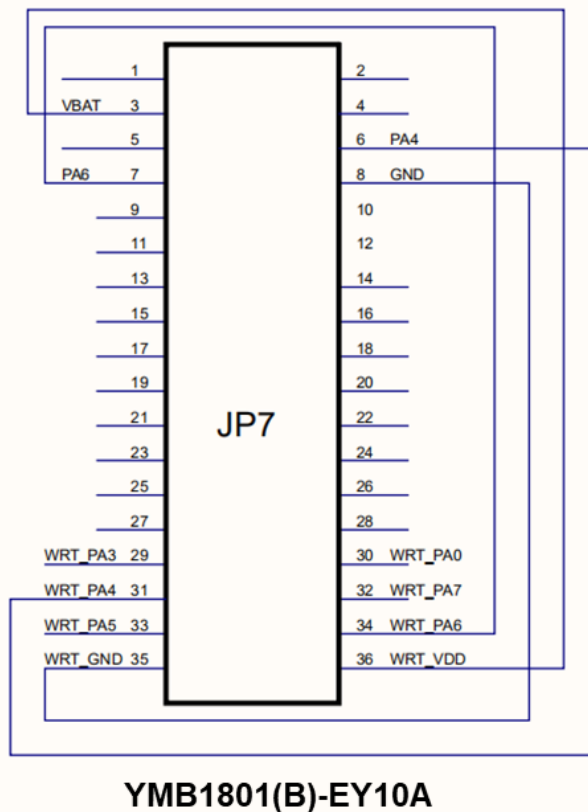 1 2
VBAT 3 4
5 6 PA4
PA6 7 8 GND
9 10
11 12
13 14
15 16
17 18
19 20
21 22
JP7
23 24
25 26
27 28
WRT_PA3 29 30 WRT_PA0
WRT_PA4 31 32 WRT_PA7
WRT_PA5 33 34 WRT_PA6
WRT_GND 35 36 WRT_VDD
YMB1801(B)-EY10A